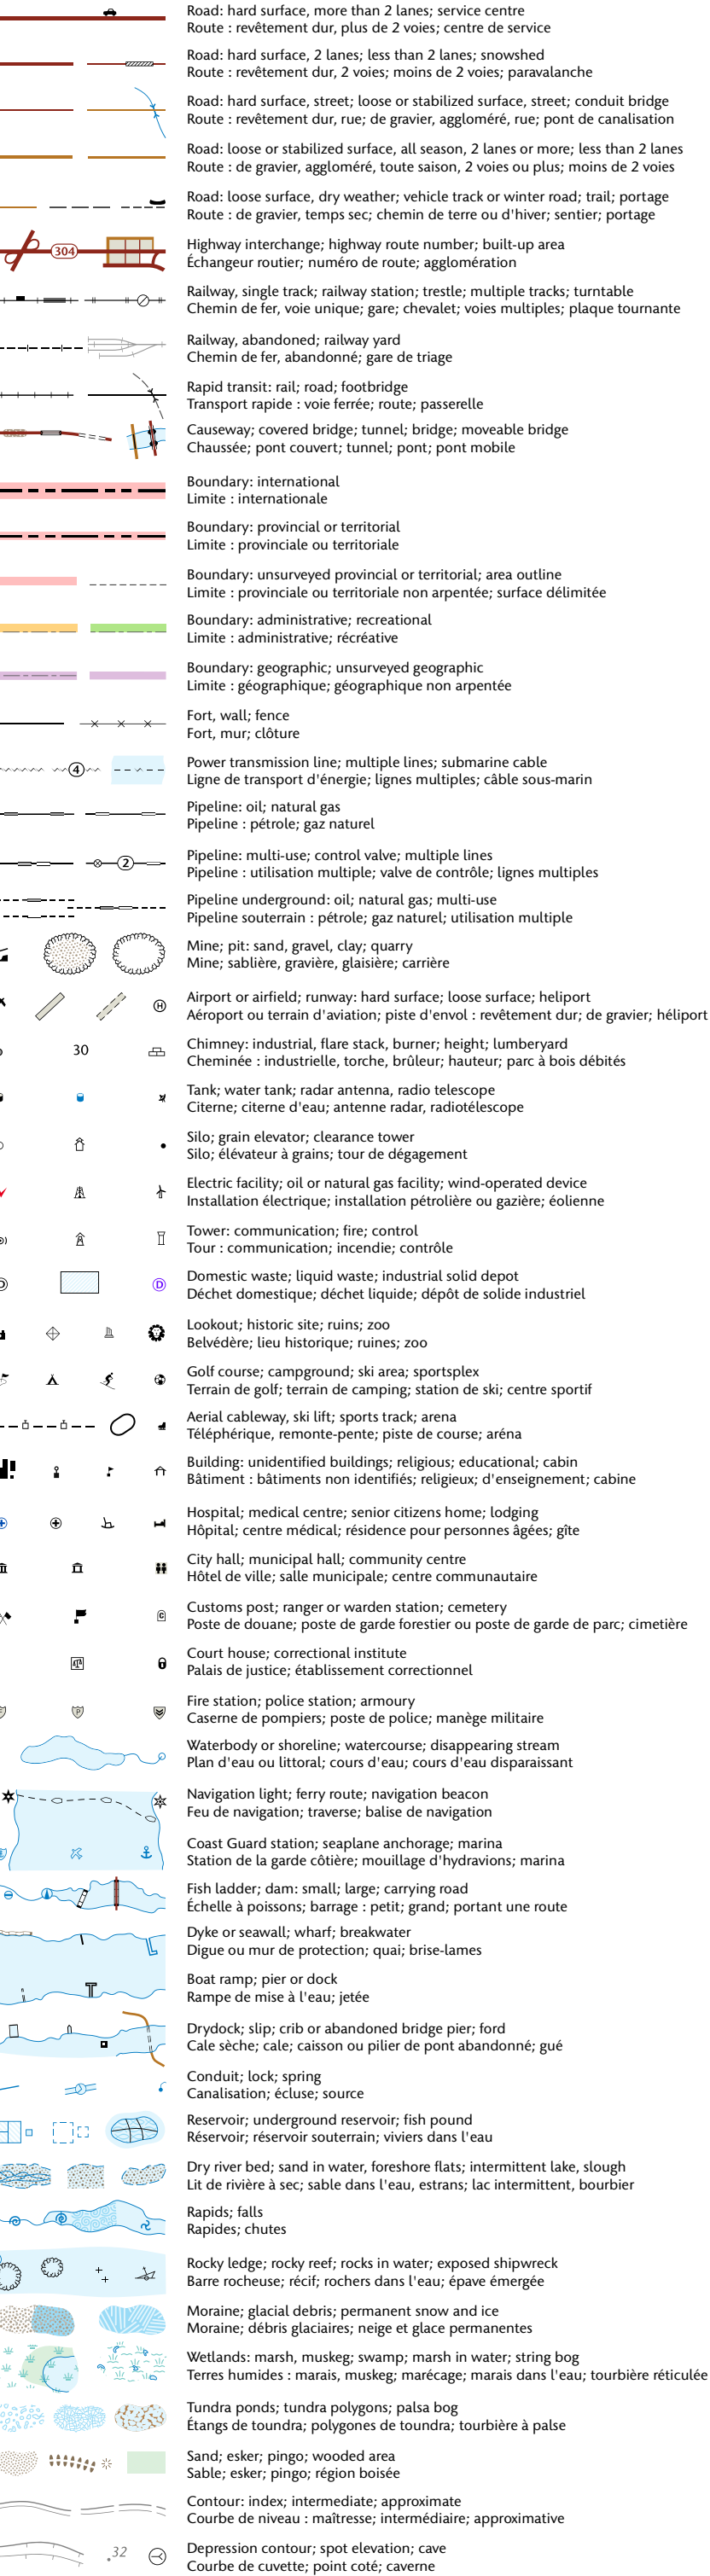 Road: hard surface, more than 2 lanes; service centre
Route : revêtement dur, plus de 2 voies; centre de service
Road: hard surface, 2 lanes; less than 2 lanes; snowshed
Route : revêtement dur, 2 voies; moins de 2 voies; paravalanche
Road: hard surface, street; loose or stabilized surface, street; conduit bridge
Route : revêtement dur, rue; de gravier, aggloméré, rue; pont de canalisation
Road: loose or stabilized surface, all season, 2 lanes or more; less than 2 lanes
Route : de gravier, aggloméré, toute saison, 2 voies ou plus; moins de 2 voies
Road: loose surface, dry weather; vehicle track or winter road; trail; portage
Route : de gravier, temps sec; chemin de terre ou d'hiver; sentier; portage
304
Highway interchange; highway route number; built-up area
Échangeur routier; numéro de route; agglomération
Railway, single track; railway station; trestle; multiple tracks; turntable
Chemin de fer, voie unique; gare; chevalet; voies multiples; plaque tournante
Railway, abandoned; railway yard
Chemin de fer, abandonné; gare de triage
Rapid transit: rail; road; footbridge
Transport rapide : voie ferrée; route; passerelle
Causeway; covered bridge; tunnel; bridge; moveable bridge
Chaussée; pont couvert; tunnel; pont; pont mobile
Boundary: international
Limite : internationale
Boundary: provincial or territorial
Limite : provinciale ou territoriale
Boundary: unsurveyed provincial or territorial; area outline
Limite : provinciale ou territoriale non arpentée; surface délimitée
Boundary: administrative; recreational
Limite : administrative; récréative
Boundary: geographic; unsurveyed geographic
Limite : géographique; géographique non arpentée
Fort, wall; fence
Fort, mur; clôture
4
Power transmission line; multiple lines; submarine cable
Ligne de transport d'énergie; lignes multiples; câble sous-marin
Pipeline: oil; natural gas
Pipeline : pétrole; gaz naturel
2
Pipeline: multi-use; control valve; multiple lines
Pipeline : utilisation multiple; valve de contrôle; lignes multiples
Pipeline underground: oil; natural gas; multi-use
Pipeline souterrain : pétrole; gaz naturel; utilisation multiple
Mine; pit: sand, gravel, clay; quarry
Mine; sablière, gravière, glaisière; carrière
H
Airport or airfield; runway: hard surface; loose surface; heliport
Aéroport ou terrain d'aviation; piste d'envol : revêtement dur; de gravier; héliport
30
Chimney: industrial, flare stack, burner; height; lumberyard
Cheminée : industrielle, torche, brûleur; hauteur; parc à bois débités
Tank; water tank; radar antenna, radio telescope
Citerne; citerne d'eau; antenne radar, radiotélescope
Silo; grain elevator; clearance tower
Silo; élévateur à grains; tour de dégagement
Electric facility; oil or natural gas facility; wind-operated device
Installation électrique; installation pétrolière ou gazière; éolienne
Tower: communication; fire; control
Tour : communication; incendie; contrôle
D
D
Domestic waste; liquid waste; industrial solid depot
Déchet domestique; déchet liquide; dépôt de solide industriel
Lookout; historic site; ruins; zoo
Belvédère; lieu historique; ruines; zoo
Golf course; campground; ski area; sportsplex
Terrain de golf; terrain de camping; station de ski; centre sportif
Aerial cableway, ski lift; sports track; arena
Téléphérique, remonte-pente; piste de course; aréna
Building: unidentified buildings; religious; educational; cabin
Bâtiment : bâtiments non identifiés; religieux; d'enseignement; cabine
Hospital; medical centre; senior citizens home; lodging
Hôpital; centre médical; résidence pour personnes âgées; gîte
City hall; municipal hall; community centre
Hôtel de ville; salle municipale; centre communautaire
C
Customs post; ranger or warden station; cemetery
Poste de douane; poste de garde forestier ou poste de garde de parc; cimetière
Court house; correctional institute
Palais de justice; établissement correctionnel
P
Fire station; police station; armoury
Caserne de pompiers; poste de police; manège militaire
Waterbody or shoreline; watercourse; disappearing stream
Plan d'eau ou littoral; cours d'eau; cours d'eau disparaissant
Navigation light; ferry route; navigation beacon
Feu de navigation; traverse; balise de navigation
Coast Guard station; seaplane anchorage; marina
Station de la garde côtière; mouillage d'hydravions; marina
Fish ladder; dam: small; large; carrying road
Échelle à poissons; barrage : petit; grand; portant une route
Dyke or seawall; wharf; breakwater
Digue ou mur de protection; quai; brise-lames
Boat ramp; pier or dock
Rampe de mise à l'eau; jetée
Drydock; slip; crib or abandoned bridge pier; ford
Cale sèche; cale; caisson ou pilier de pont abandonné; gué
Conduit; lock; spring
Canalisation; écluse; source
Reservoir; underground reservoir; fish pound
Réservoir; réservoir souterrain; viviers dans l'eau
Dry river bed; sand in water, foreshore flats; intermittent lake, slough
Lit de rivière à sec; sable dans l'eau, estrans; lac intermittent, bourbier
Rapids; falls
Rapides; chutes
Rocky ledge; rocky reef; rocks in water; exposed shipwreck
Barre rocheuse; récif; rochers dans l'eau; épave émergée
Moraine; glacial debris; permanent snow and ice
Moraine; débris glaciaires; neige et glace permanentes
Wetlands: marsh, muskeg; swamp; marsh in water; string bog
Terres humides : marais, muskeg; marécage; marais dans l'eau; tourbière réticulée
Tundra ponds; tundra polygons; palsa bog
Étangs de toundra; polygones de toundra; tourbière à palse
Sand; esker; pingo; wooded area
Sable; esker; pingo; région boisée
Contour: index; intermediate; approximate
Courbe de niveau : maîtresse; intermédiaire; approximative
.32
Depression contour; spot elevation; cave
Courbe de cuvette; point coté; caverne